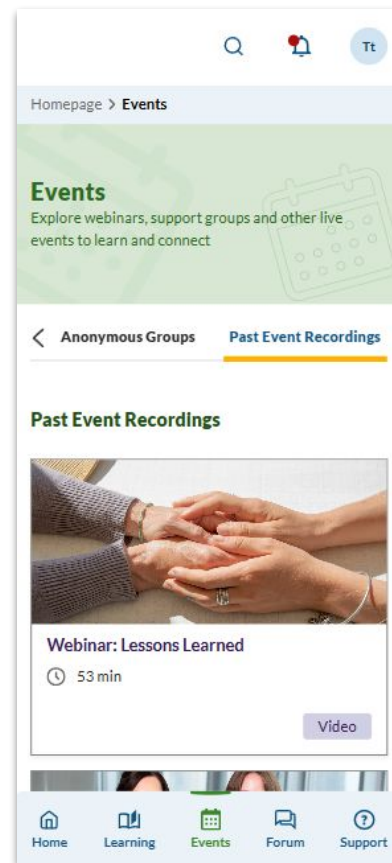 Tt
Homepage > Events
Events
Explore webinars, support groups and other live
events to learn and connect
Anonymous Groups Past Event Recordings
Past Event Recordings
Webinar: Lessons Learned
53 min
Video
Home Learning Events Forum Support